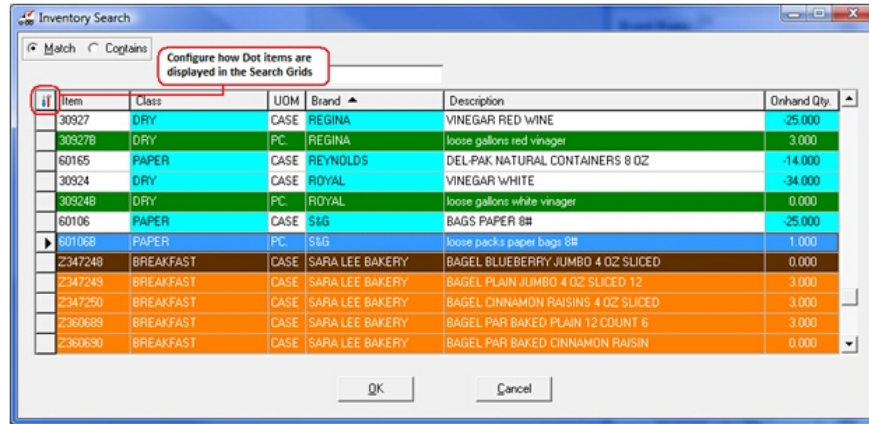 Inventory Search
Match Contains
Configure how Dot items are
displayed in the Search Grids
Item Class UOM Brand Description Onhand Qty.
30927 DRY CASE REGINA VINEGAR RED WINE -25.000
30927B DRY PC. REGINA loose gallons red vinager 3.000
60165 PAPER CASE REYNOLDS DEL-PAK NATURAL CONTAINERS 8 OZ -14.000
30924 DRY CASE ROYAL VINEGAR WHITE -34.000
30924B DRY PC. ROYAL loose gallons white vinager 0.000
60106 PAPER CASE S&G BAGS PAPER 8# -25.000
60106B PAPER PC. S&G loose packs paper bags 8# 1.000
Z347248 BREAKFAST CASE SARA LEE BAKERY BAGEL BLUEBERRY JUMBO 4 OZ SLICED 0.000
Z347249 BREAKFAST CASE SARA LEE BAKERY BAGEL PLAIN JUMBO 4 OZ SLICED 12 3.000
Z347250 BREAKFAST CASE SARA LEE BAKERY BAGEL CINNAMON RAISINS 4 OZ SLICED 3.000
Z360689 BREAKFAST CASE SARA LEE BAKERY BAGEL PAR BAKED PLAIN 12 COUNT 6 3.000
Z360690 BREAKFAST CASE SARA LEE BAKERY BAGEL PAR BAKED CINNAMON RAISIN 0.000
OK Cancel